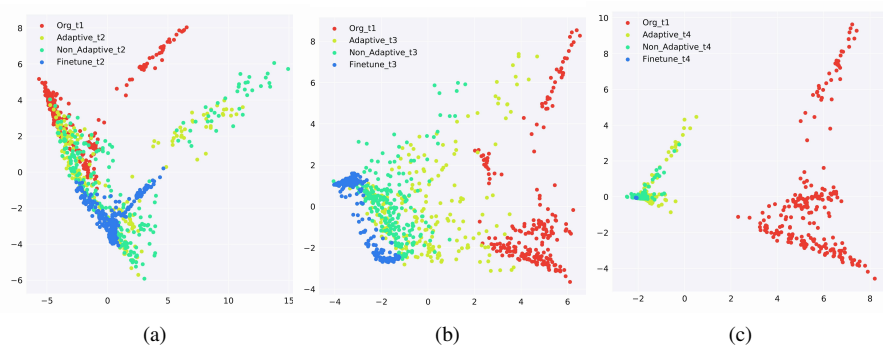 Org_t1
Adaptive_t2
Non_Adaptive_t2
Finetune_t2
8
6
4
2
0
−2
−4
−6
−5
0
5
10
15
(a)
Org_t1
Adaptive_t3
Non_Adaptive_t3
Finetune_t3
8
6
4
2
0
−2
−4
−4
−2
0
2
4
6
(b)
Org_t1
Adaptive_t4
Non_Adaptive_t4
Finetune_t4
10
8
6
4
2
0
−2
−4
−2
0
2
4
6
8
(c)